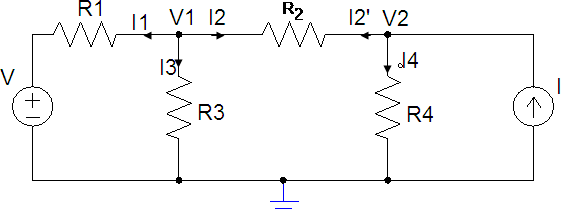 R1 I1 V1 I2 R2 I2' V2
V I3 I4 I
R3 R4
+
-